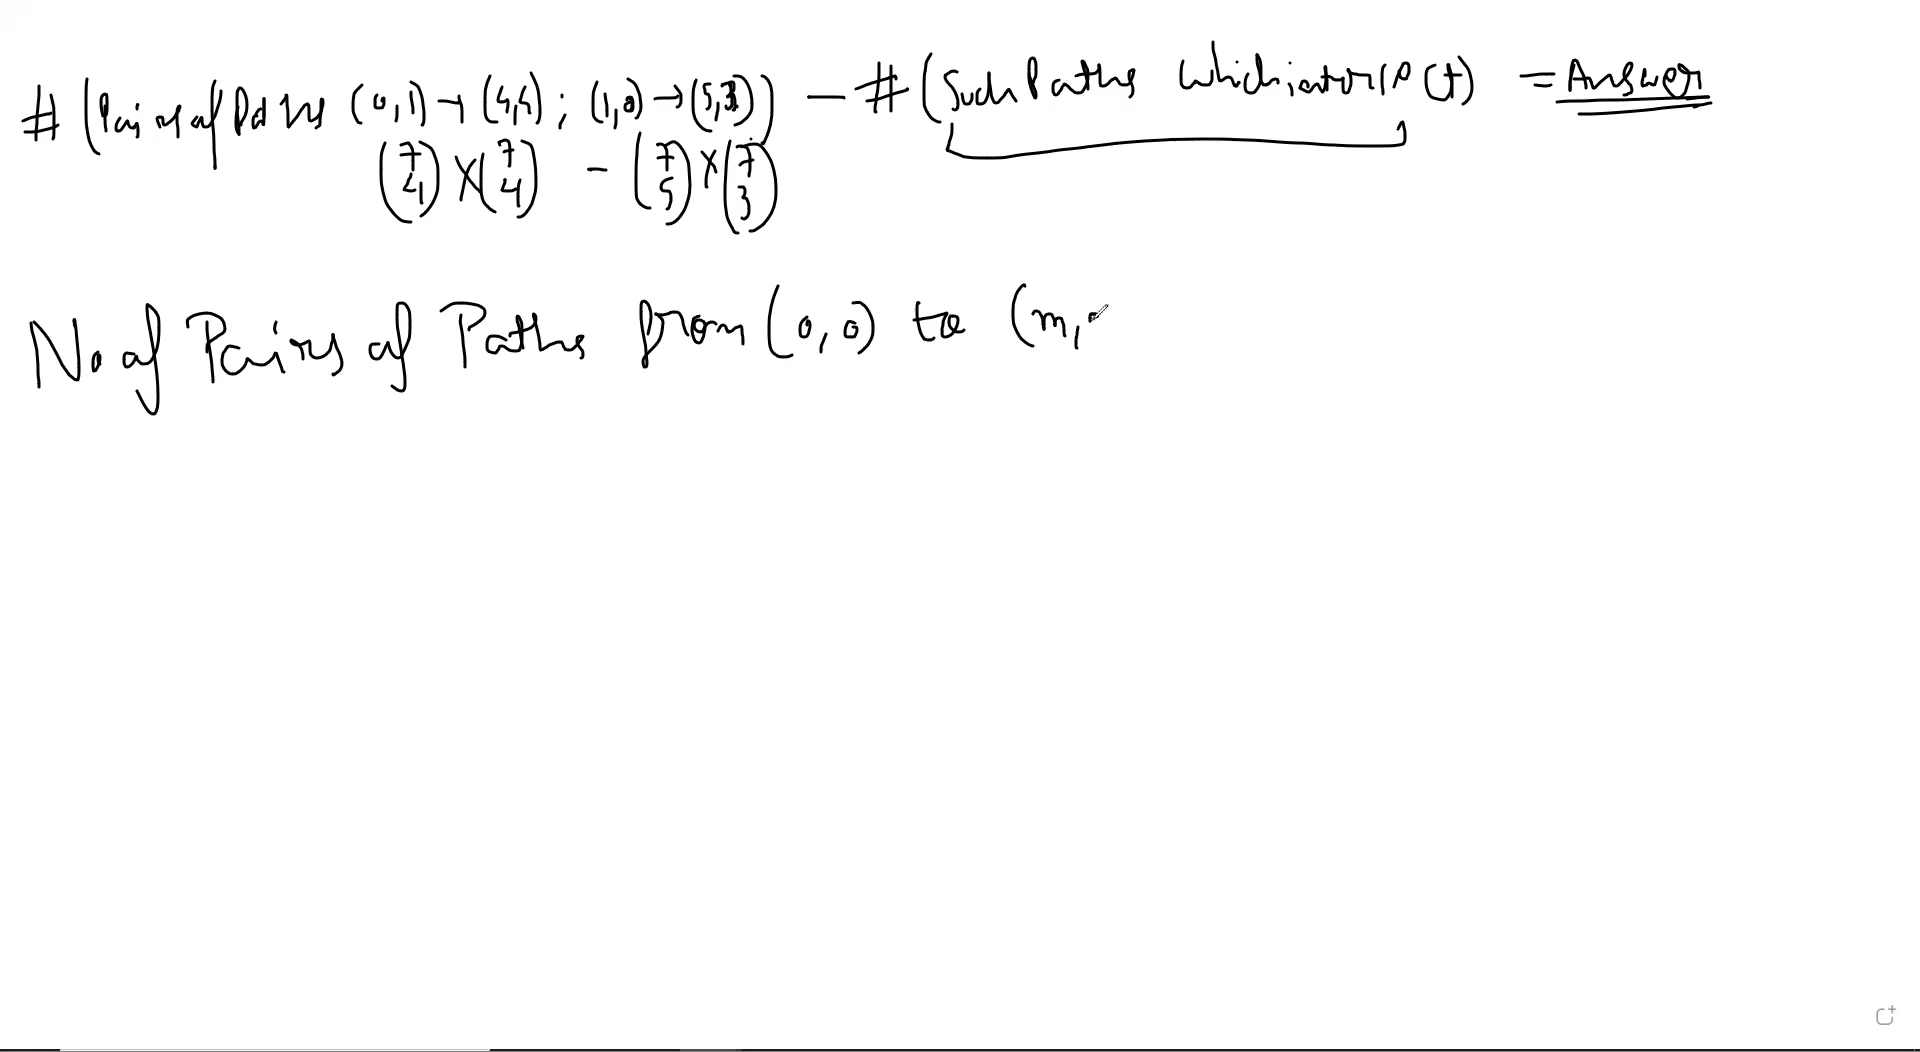 # (Pairs of Paths (0,1) → (4,4) ; (1,0) → (5,3)) − # (Such Paths which intersect) = Answer
(7 4) × (7 4) − (7 5) × (7 3)
No of Pairs of Paths from (0,0) to (m,